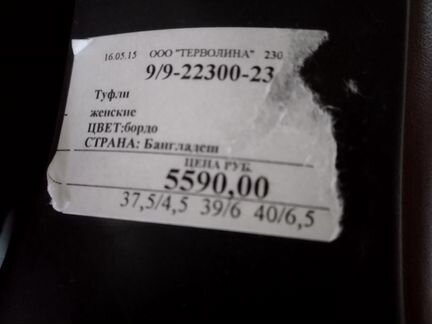 16.05.15 ООО "ТЕРВОЛИНА" 230
9/9-22300-23
Туфли
женские
ЦВЕТ:бордо
СТРАНА: Бангладеш
ЦЕНА РУБ.
5590,00
37,5/4,5 39/6 40/6,5